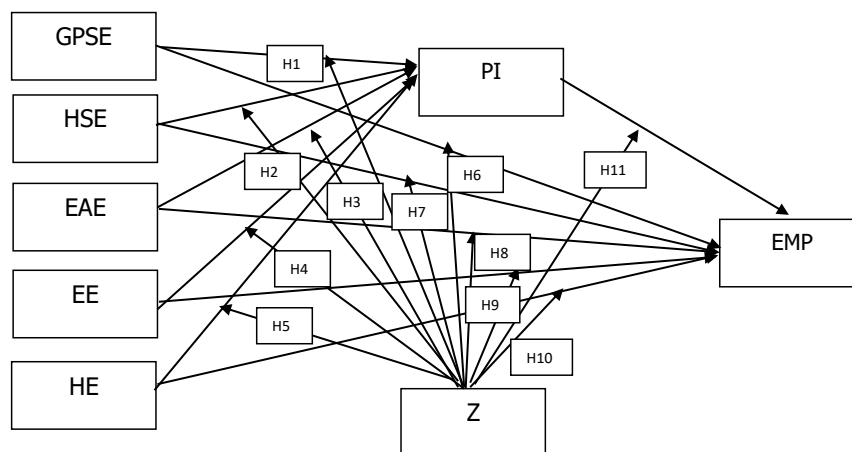 GPSE
H1
PI
HSE
H2
H6
H11
EAE
H3
H7
EMP
H8
EE
H4
H9
H5
H10
HE
Z